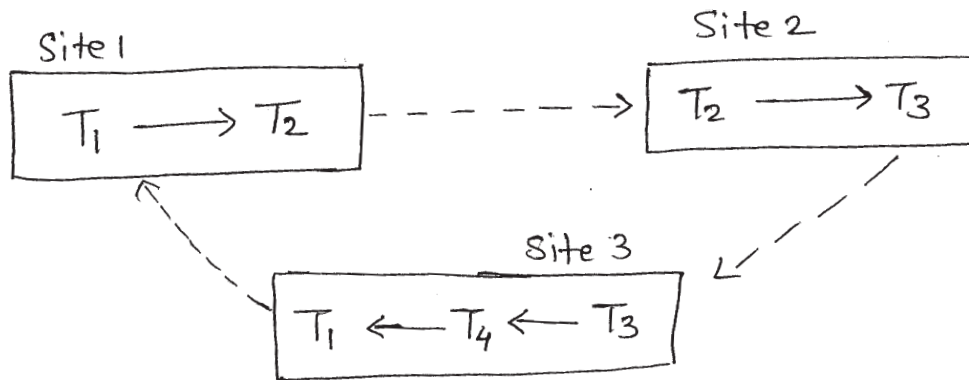 Site 1
T1 → T2
Site 2
T2 → T3
Site 3
T1 ← T4 ← T3